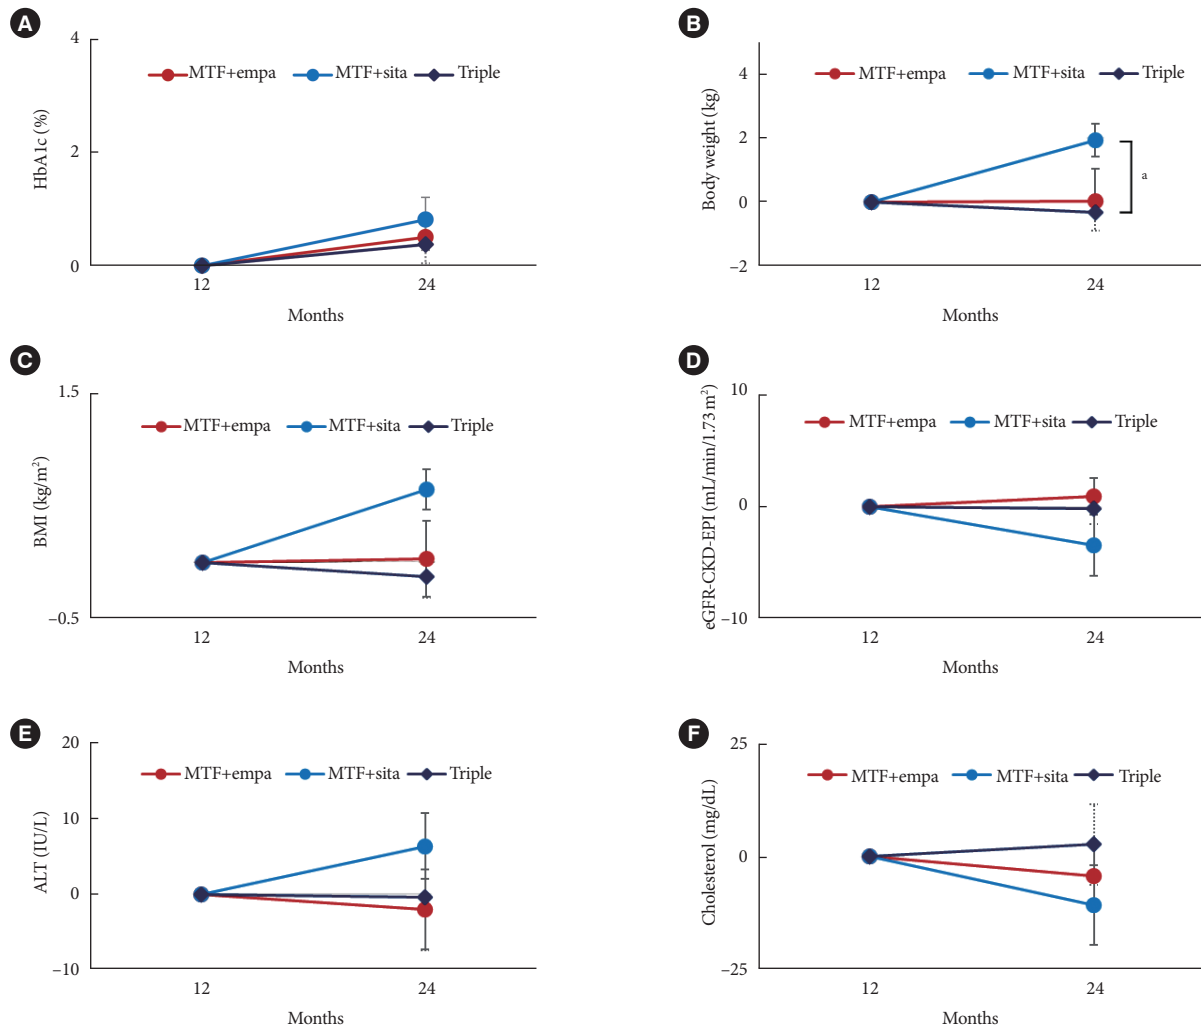 A
4
MTF+empa MTF+sita Triple
HbA1c (%)
2
0
12 24
Months
B
4
MTF+empa MTF+sita Triple
Body weight (kg)
2
a
0
–2
12 24
Months
C
1.5
MTF+empa MTF+sita Triple
BMI (kg/m²)
–0.5
12 24
Months
D
10
MTF+empa MTF+sita Triple
eGFR-CKD-EPI (mL/min/1.73 m²)
0
–10
12 24
Months
E
20
MTF+empa MTF+sita Triple
10
ALT (IU/L)
0
–10
12 24
Months
F
25
MTF+empa MTF+sita Triple
Cholesterol (mg/dL)
0
–25
12 24
Months